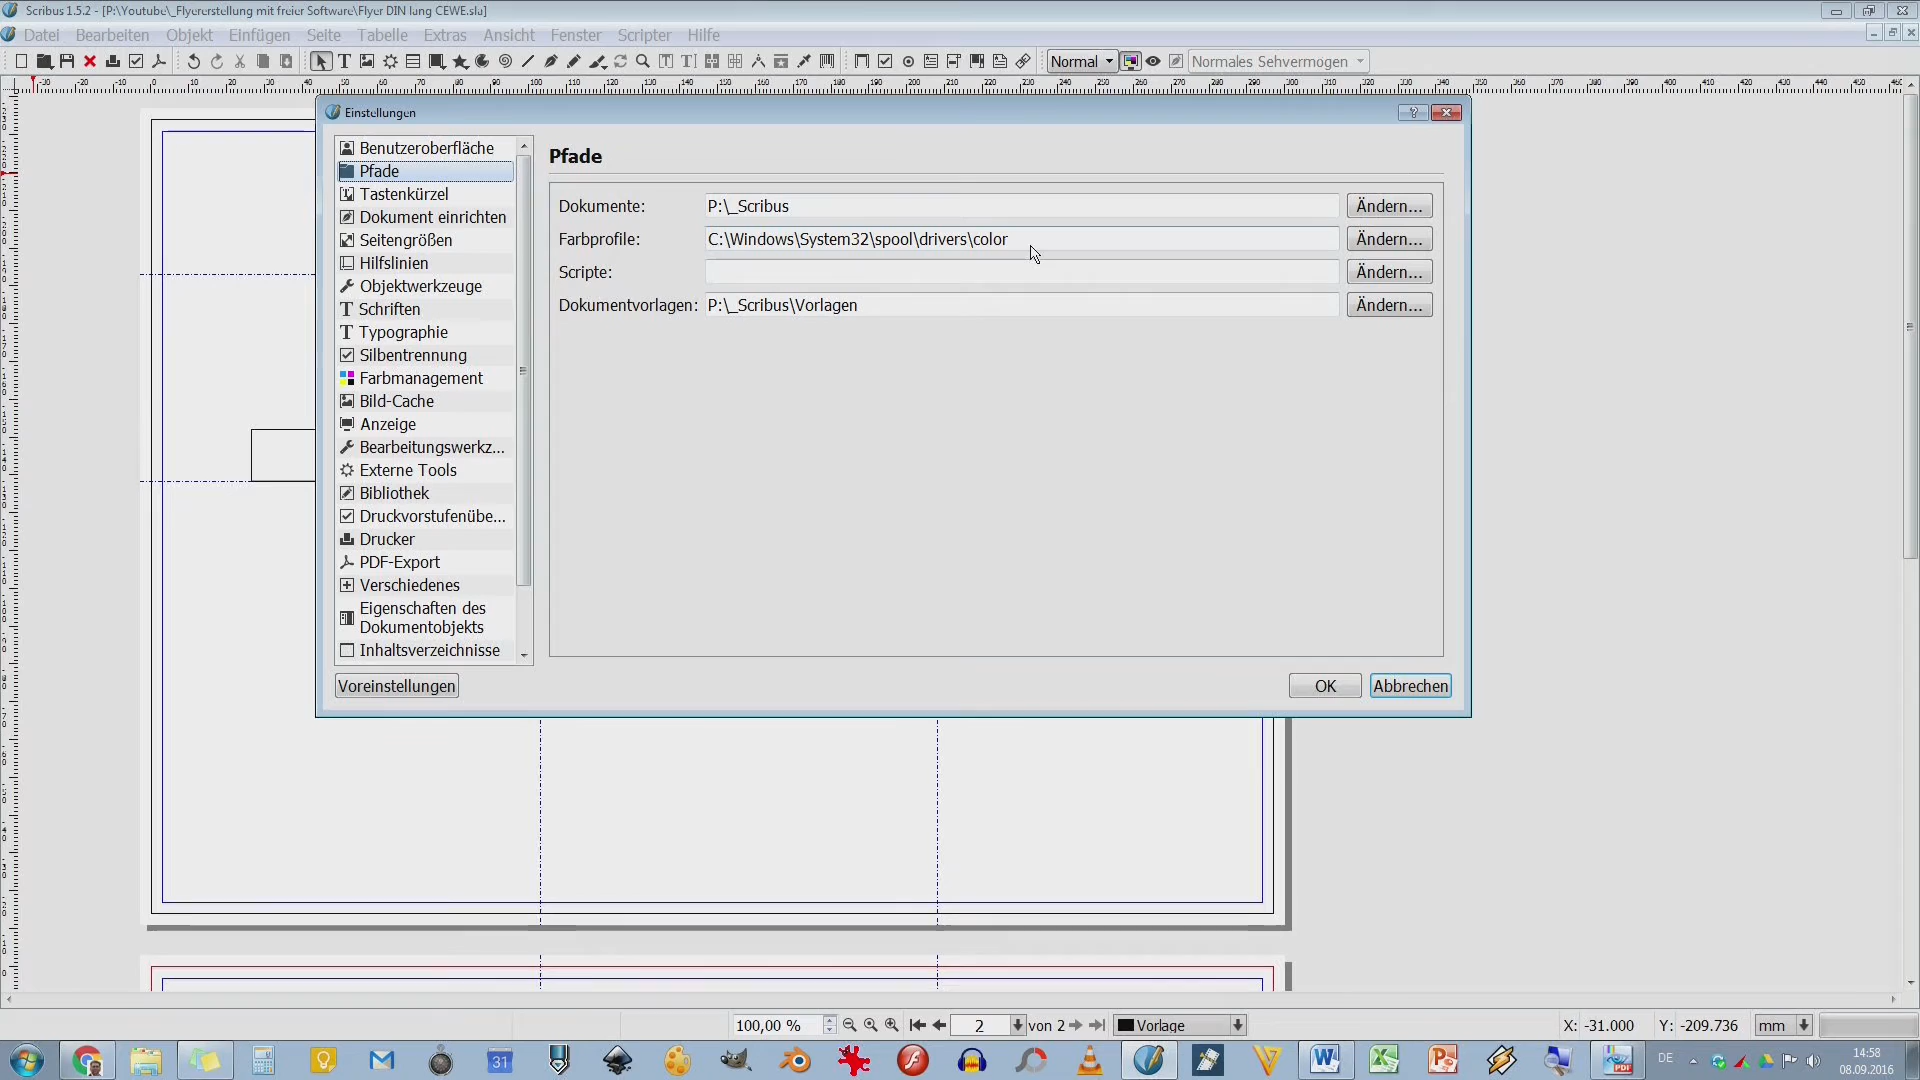 Scribus 1.5.2 - [P:\Youtube\_Flyererstellung mit freier Software\Flyer DIN lang CEWE.sla]
Datei Bearbeiten Objekt Einfügen Seite Tabelle Extras Ansicht Fenster Scripter Hilfe
Normal Normales Sehvermogen
Einstellungen
Benutzeroberfläche
Pfade
Tastenkürzel
Dokument einrichten
Seitengrößen
Hilfslinien
Objektwerkzeuge
Schriften
Typographie
Silbentrennung
Farbmanagement
Bild-Cache
Anzeige
Bearbeitungswerkz...
Externe Tools
Bibliothek
Druckvorstufenübe...
Drucker
PDF-Export
Verschiedenes
Eigenschaften des
Dokumentobjekts
Inhaltsverzeichnisse
Voreinstellungen
Pfade
Dokumente: P:\_Scribus Ändern...
Farbprofile: C:\Windows\System32\spool\drivers\color Ändern...
Scripte: Ändern...
Dokumentvorlagen: P:\_Scribus\Vorlagen Ändern...
OK Abbrechen
100,00 % 2 von 2 Vorlage X: -31.000 Y: -209.736 mm
31
PDF
DE
14:58
08.09.2016